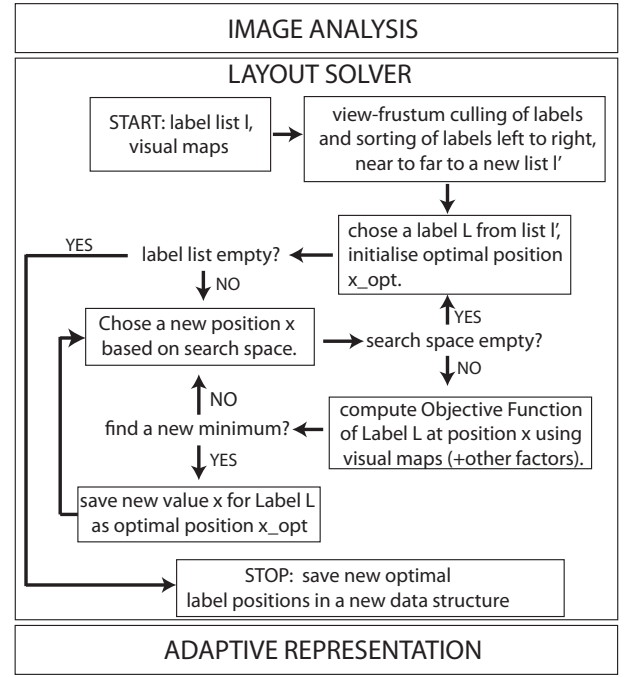 IMAGE ANALYSIS
LAYOUT SOLVER
START: label list l,
visual maps
view-frustum culling of labels
and sorting of labels left to right,
near to far to a new list l'
chose a label L from list l',
initialise optimal position
x_opt.
label list empty?
YES
NO
Chose a new position x
based on search space.
search space empty?
YES
NO
compute Objective Function
of Label L at position x using
visual maps (+other factors).
find a new minimum?
NO
YES
save new value x for Label L
as optimal position x_opt
STOP: save new optimal
label positions in a new data structure
ADAPTIVE REPRESENTATION